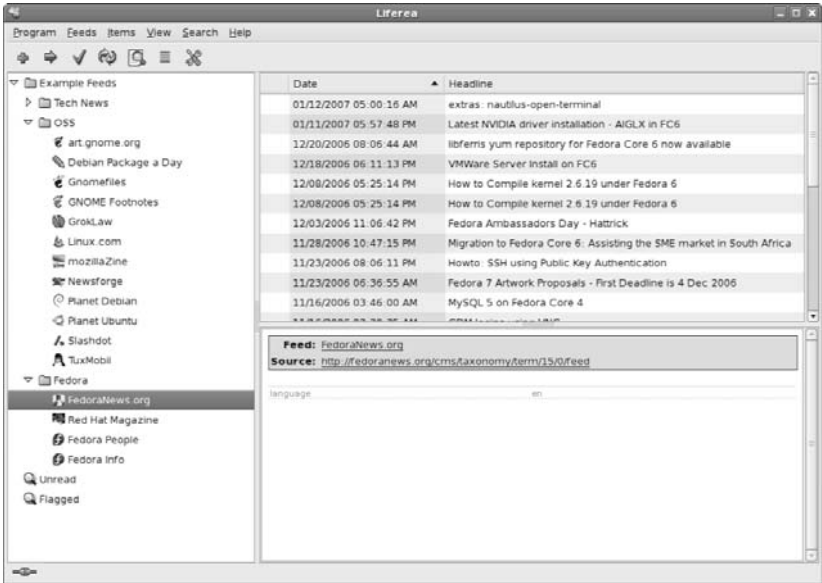 Liferea
Program Feeds Items View Search Help
Example Feeds
Tech News
OSS
art.gnome.org
Debian Package a Day
Gnomefiles
GNOME Footnotes
GrokLaw
Linux.com
mozillaZine
Newsforge
Planet Debian
Planet Ubuntu
Slashdot
TuxMobil
Fedora
FedoraNews.org
Red Hat Magazine
Fedora People
Fedora Info
Unread
Flagged
Date Headline
01/12/2007 05:00:16 AM extras: nautilus-open-terminal
01/11/2007 05:57:48 PM Latest NVIDIA driver installation - AIGLX in FC6
12/20/2006 08:06:44 AM libferris yum repository for Fedora Core 6 now available
12/18/2006 06:11:13 PM VMWare Server Install on FC6
12/08/2006 05:25:14 PM How to Compile kernel 2.6.19 under Fedora 6
12/08/2006 05:25:14 PM How to Compile kernel 2.6.19 under Fedora 6
12/03/2006 11:06:42 PM Fedora Ambassadors Day - Hattrick
11/28/2006 10:47:15 PM Migration to Fedora Core 6: Assisting the SME market in South Africa
11/23/2006 08:06:11 PM Howto: SSH using Public Key Authentication
11/23/2006 06:36:55 AM Fedora 7 Artwork Proposals - First Deadline is 4 Dec 2006
11/16/2006 03:46:00 AM MySQL 5 on Fedora Core 4
Feed: FedoraNews.org
Source: http://fedoranews.org/cms/taxonomy/term/15/0/feed
language en